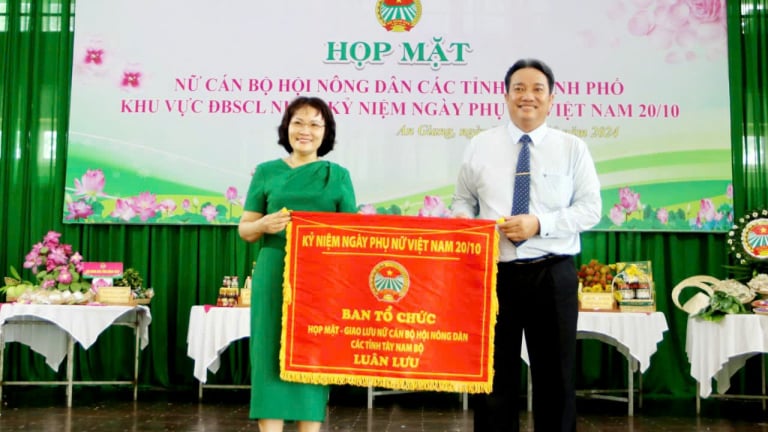 HỌP MẶT
NỮ CÁN BỘ HỘI NÔNG DÂN CÁC TỈNH PHỐ
KHU VỰC ĐBSCL KỶ NIỆM NGÀY PHỤ VIỆT NAM 20/10
An Giang, 2024
KỶ NIỆM NGÀY PHỤ NỮ VIỆT NAM 20/10
BAN TỔ CHỨC
HỌP MẶT - GIAO LƯU NỮ CÁN BỘ HỘI NÔNG DÂN
CÁC TỈNH TÂY NAM BỘ
LUÂN LƯU